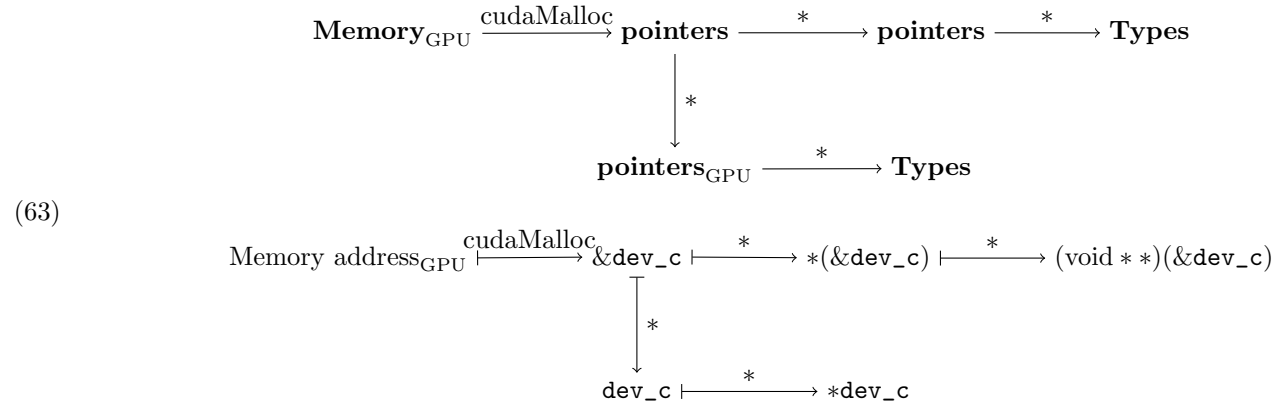 cudaMalloc * *
Memory_GPU pointers pointers Types
*
*
pointers_GPU Types
(63)
cudaMalloc * *
Memory address_GPU &dev_c *(&dev_c) (void * *)(&dev_c)
*
*
dev_c *dev_c